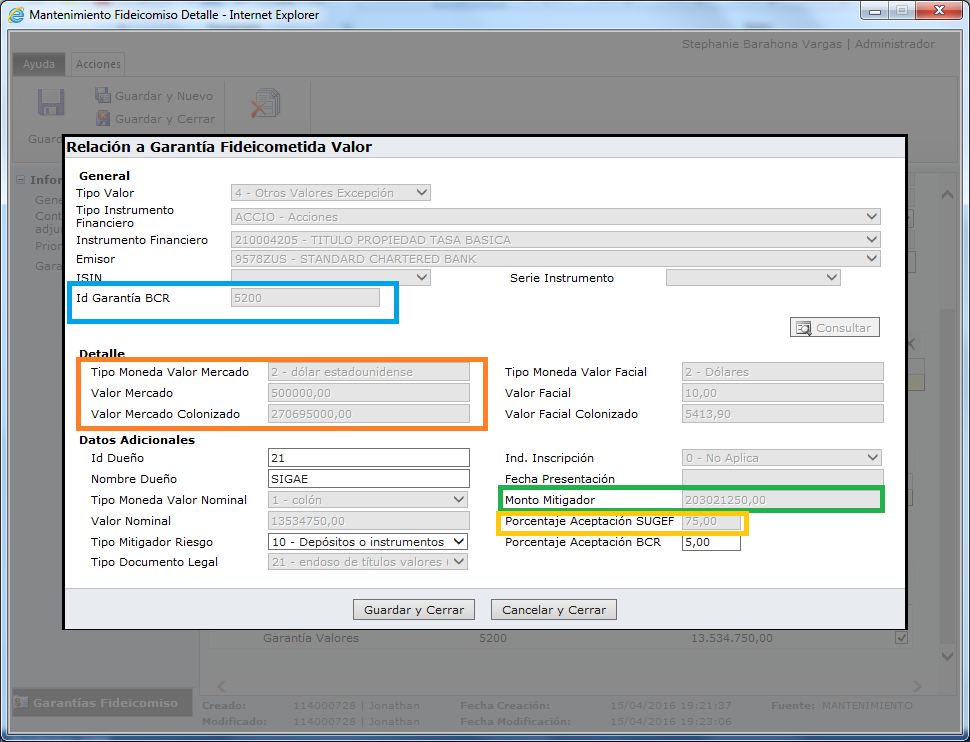 Mantenimiento Fideicomiso Detalle - Internet Explorer
Stephanie Barahona Vargas | Administrador
Ayuda Acciones
Guardar y Nuevo
Guardar y Cerrar
Relación a Garantía Fideicometida Valor
General
Tipo Valor 4 - Otros Valores Excepción
Tipo Instrumento
Financiero ACCIO - Acciones
Instrumento Financiero 210004205 - TITULO PROPIEDAD TASA BASICA
Emisor 9578ZUS - STANDARD CHARTERED BANK
ISIN Serie Instrumento
Id Garantía BCR 5200
Consultar
Detalle
Tipo Moneda Valor Mercado 2 - dólar estadounidense Tipo Moneda Valor Facial 2 - Dólares
Valor Mercado 500000,00 Valor Facial 10,00
Valor Mercado Colonizado 270695000,00 Valor Facial Colonizado 5413,90
Datos Adicionales
Id Dueño 21 Ind. Inscripción 0 - No Aplica
Nombre Dueño SIGAE Fecha Presentación
Tipo Moneda Valor Nominal 1 - colón Monto Mitigador 203021250,00
Valor Nominal 13534750,00 Porcentaje Aceptación SUGEF 75,00
Tipo Mitigador Riesgo 10 - Depósitos o instrumentos Porcentaje Aceptación BCR 5,00
Tipo Documento Legal 21 - endoso de títulos valores
Guardar y Cerrar Cancelar y Cerrar
Garantía Valores 5200 13.534.750,00
Garantías Fideicomiso
Creado: 114000728 | Jonathan Fecha Creación: 15/04/2016 19:21:37 Fuente: MANTENIMIENTO
Modificado: 114000728 | Jonathan Fecha Modificación: 15/04/2016 19:23:06